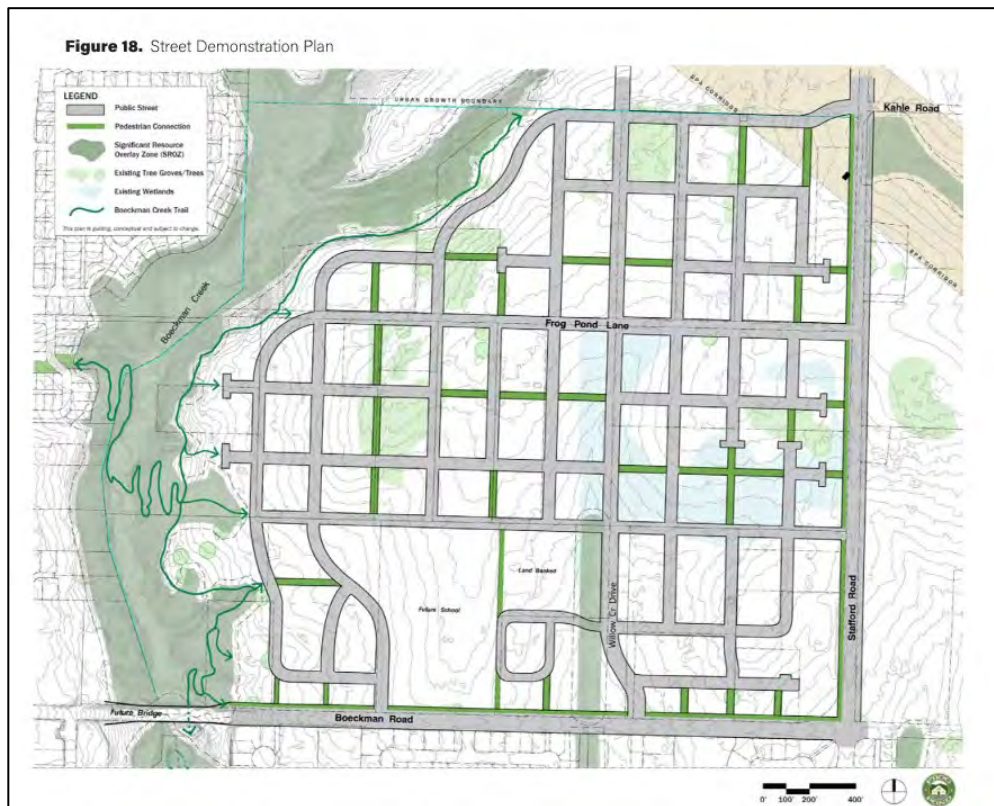 Figure 18. Street Demonstration Plan
LEGEND
Public Street
Pedestrian Connection
Significant Resource
Overlay Zone (SROZ)
Existing Tree Groves/Trees
Existing Wetlands
Boeckman Creek Trail
This plan is guiding, conceptual and subject to change.
URBAN GROWTH BOUNDARY
BPA CORRIDOR
Kahle Road
BPA CORRIDOR
Boeckman Creek
Frog Pond Lane
Land Banked
Future School
Willow Cr Drive
Stafford Road
Future Bridge
Boeckman Road
0' 100' 200' 400'